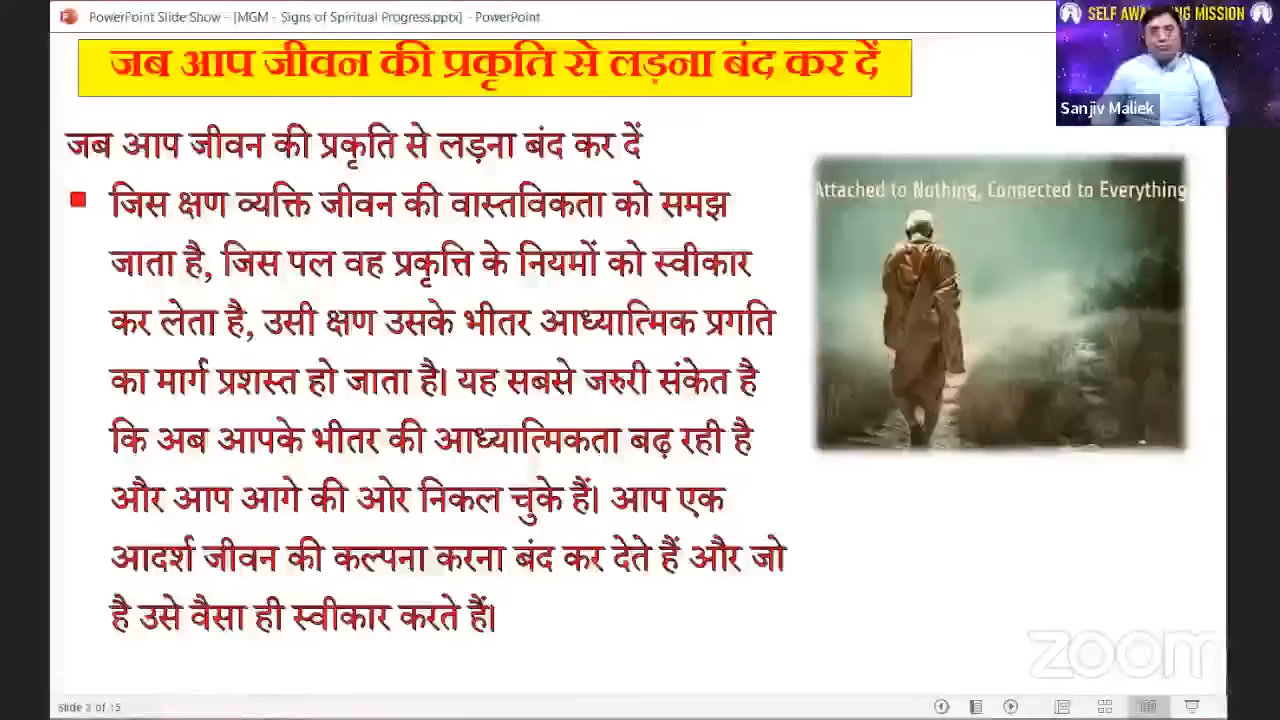 PowerPoint Slide Show - [MGM - Signs of Spiritual Progress.pptx] - PowerPoint
SELF AWAKENING MISSION
Sanjiv Maliek
जब आप जीवन की प्रकृति से लड़ना बंद कर दें
जब आप जीवन की प्रकृति से लड़ना बंद कर दें
जिस क्षण व्यक्ति जीवन की वास्तविकता को समझ
जाता है, जिस पल वह प्रकृत्ति के नियमों को स्वीकार
कर लेता है, उसी क्षण उसके भीतर आध्यात्मिक प्रगति
का मार्ग प्रशस्त हो जाता है। यह सबसे जरुरी संकेत है
कि अब आपके भीतर की आध्यात्मिकता बढ़ रही है
और आप आगे की ओर निकल चुके हैं। आप एक
आदर्श जीवन की कल्पना करना बंद कर देते हैं और जो
है उसे वैसा ही स्वीकार करते हैं।
Attached to Nothing, Connected to Everything
zoom
Slide 3 of 15